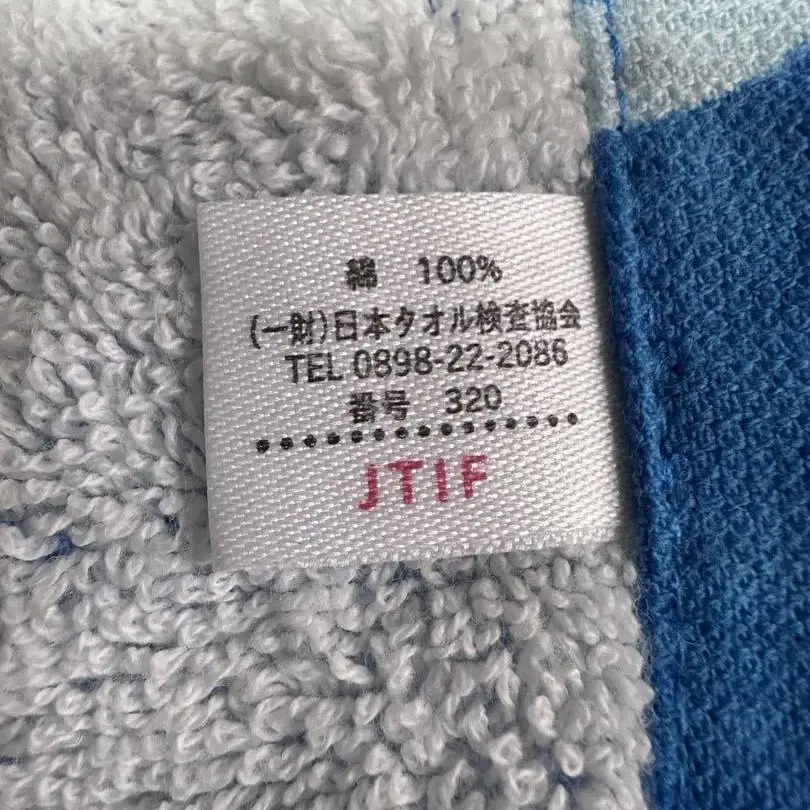 綿 100%
(一財)日本タオル検査協会
TEL 0898-22-2086
番号 320
JTIF